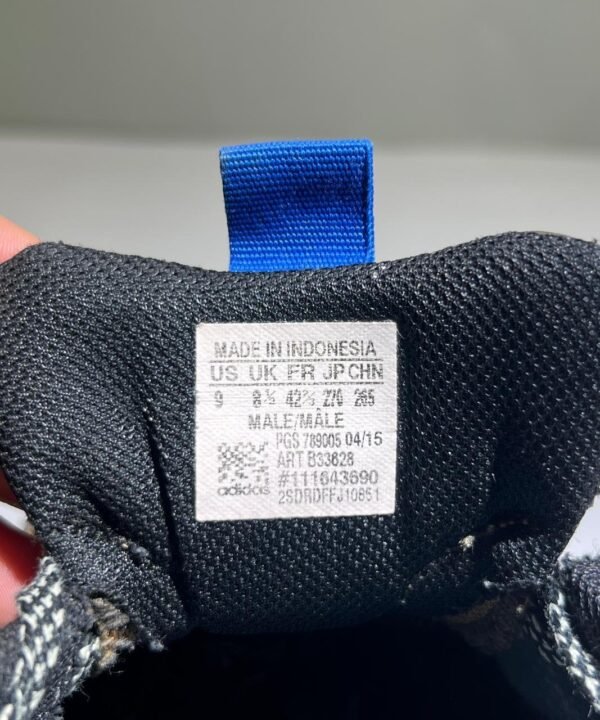 MADE IN INDONESIA
US UK FR JP CHN
9 8½ 42⅔ 270 265
MALE/MÂLE
PGS 789005 04/15
ART B33628
#111643690
adidas 2SDRDFFJ10651